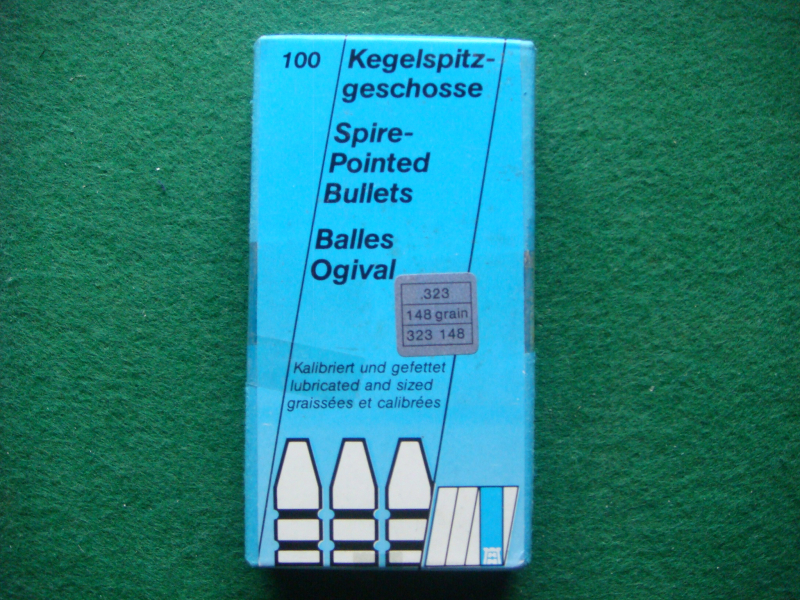 100 Kegelspitz-
geschosse
Spire-
Pointed
Bullets
Balles
Ogival
.323
148 grain
323 148
Kalibriert und gefettet
lubricated and sized
graissées et calibrées